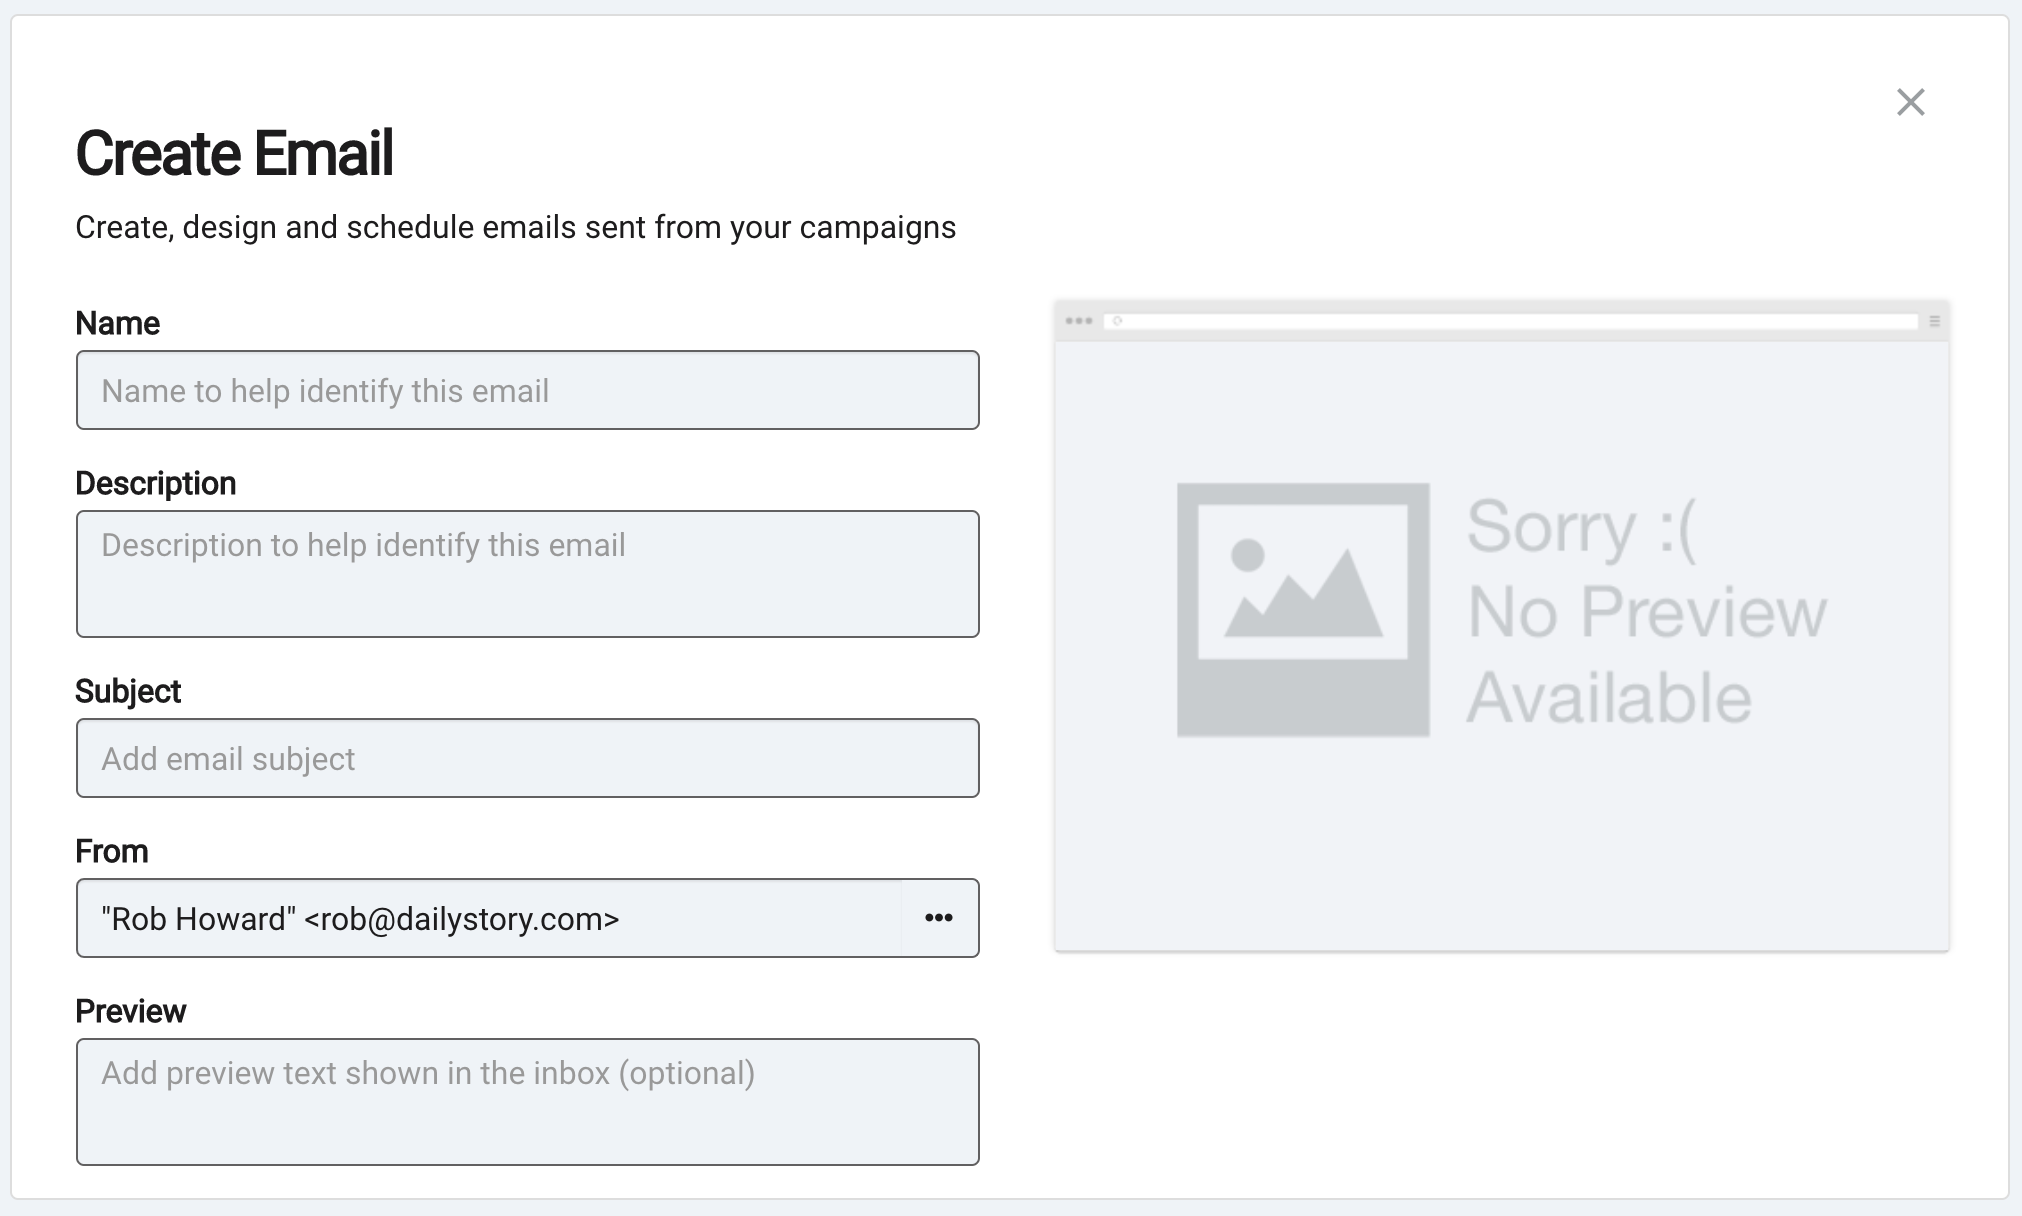 Create Email
Create, design and schedule emails sent from your campaigns
Name
Name to help identify this email
Description
Description to help identify this email
Subject
Add email subject
From
"Rob Howard" <rob@dailystory.com>
Preview
Add preview text shown in the inbox (optional)
Sorry :(
No Preview
Available